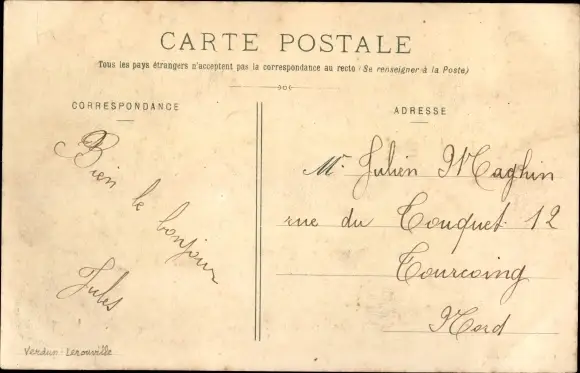 CARTE POSTALE
Tous les pays étrangers n'acceptent pas la correspondance au recto (Se renseigner à la Poste)
CORRESPONDANCE
Bien le bonjour
Jules
ADRESSE
Mr. Julien Maghin
rue du Touquet 12
Tourcoing
Nord
Verdun-Lerouville